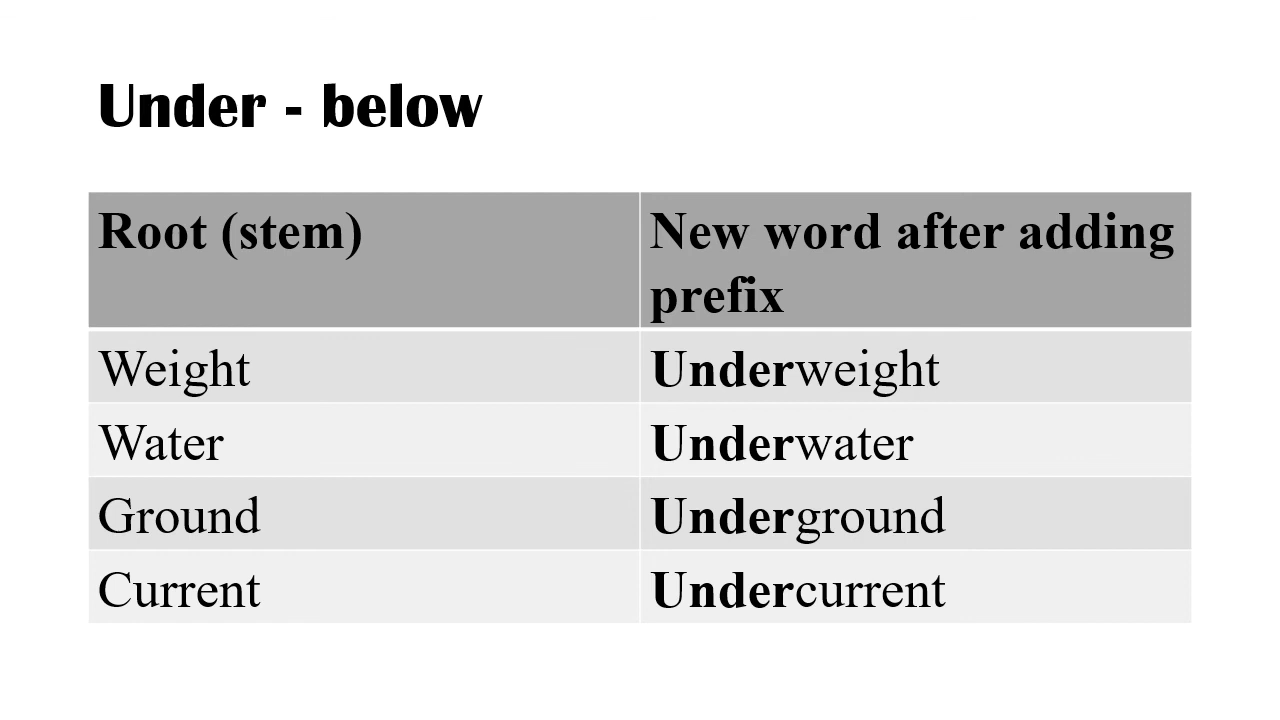 Under - below
Root (stem)
New word after adding
prefix
Weight
Underweight
Water
Underwater
Ground
Underground
Current
Undercurrent